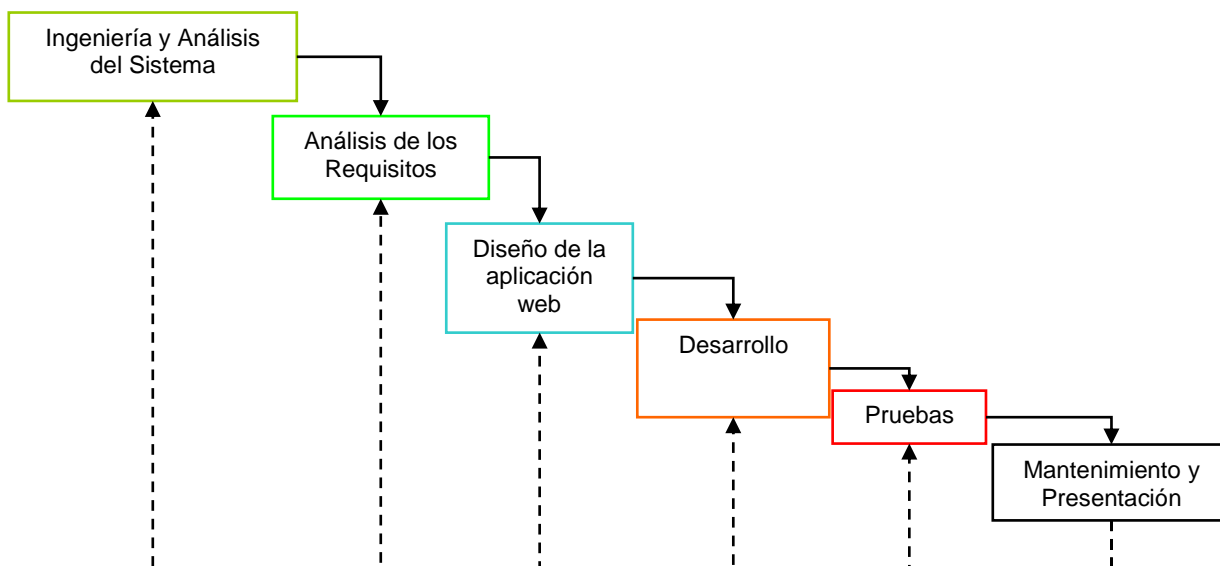 Ingeniería y Análisis
del Sistema
Análisis de los
Requisitos
Diseño de la
aplicación
web
Desarrollo
Pruebas
Mantenimiento y
Presentación